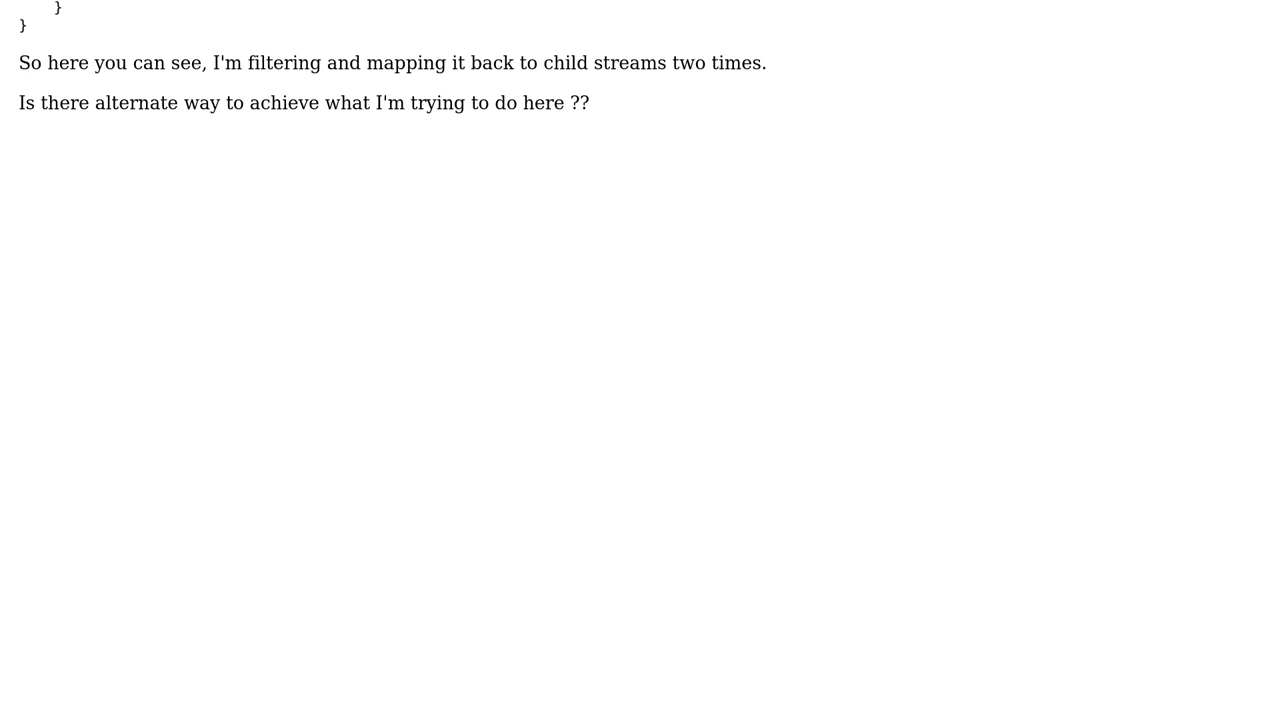 }
}
So here you can see, I'm filtering and mapping it back to child streams two times.
Is there alternate way to achieve what I'm trying to do here ??